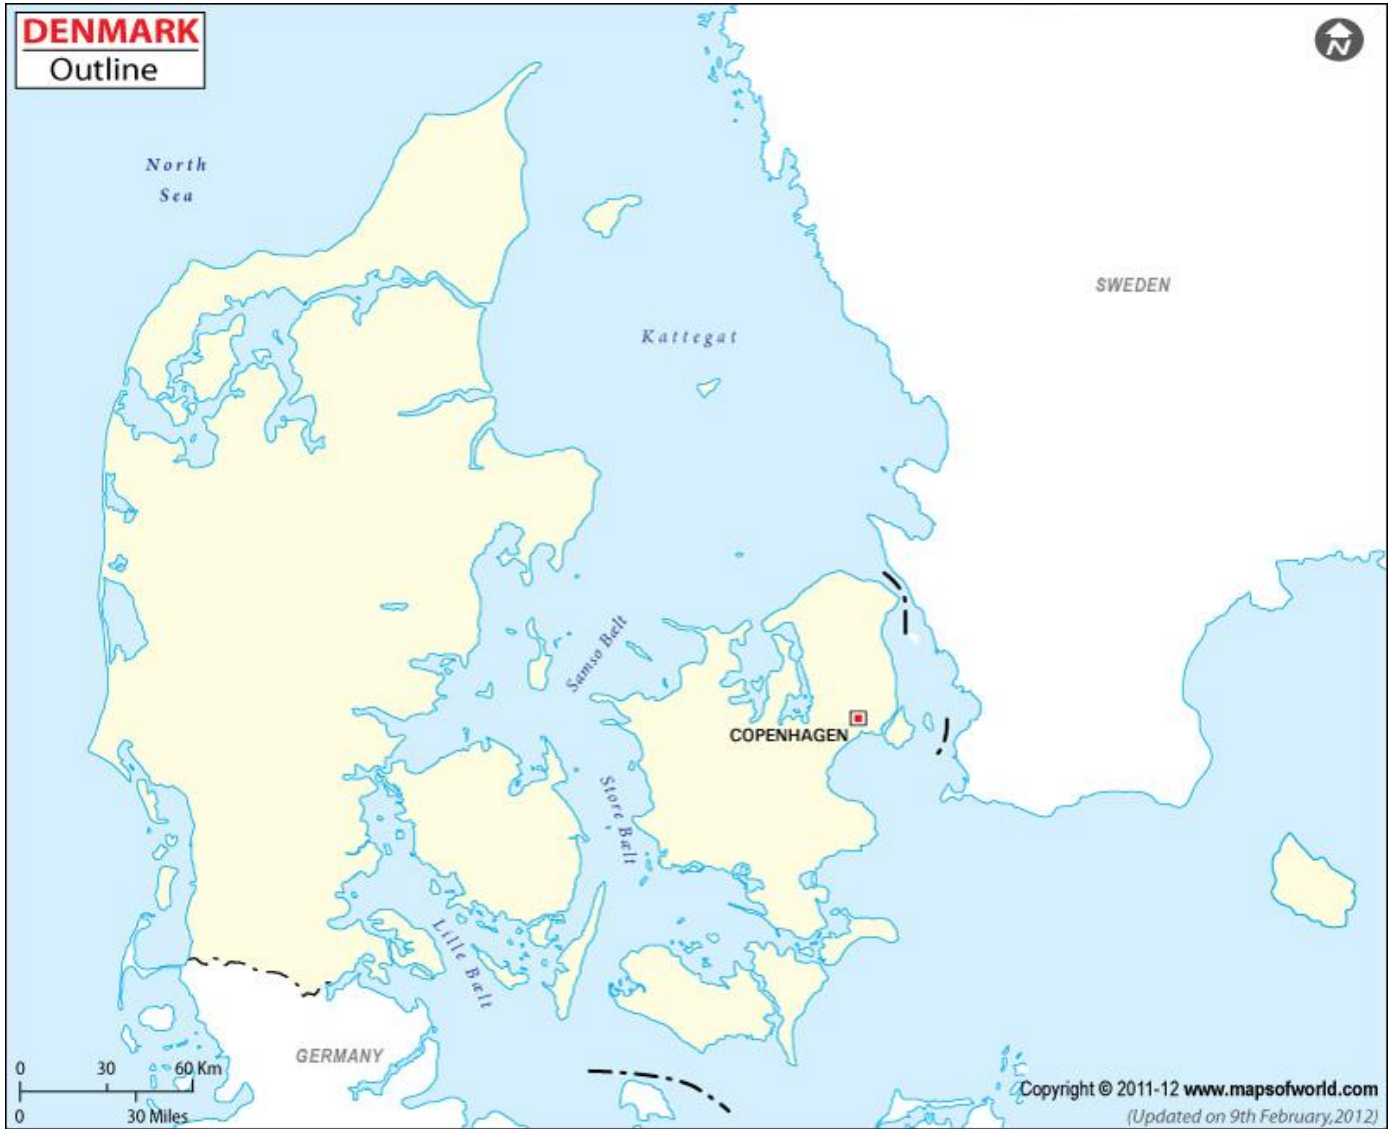 DENMARK
Outline
N
North
Sea
SWEDEN
Kattegat
Samsø Bælt
COPENHAGEN
Store Bælt
Lille Bælt
GERMANY
0 30 60 Km
0 30 Miles
Copyright © 2011-12 www.mapsofworld.com
(Updated on 9th February,2012)